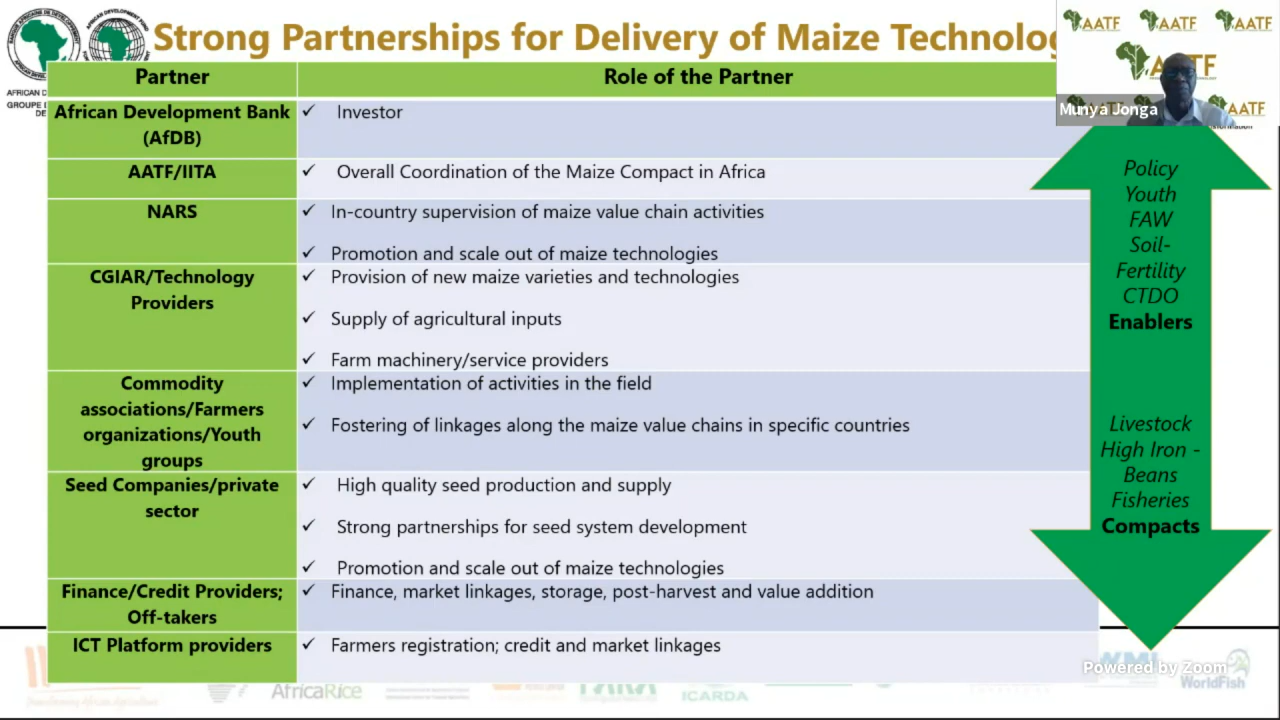 Strong Partnerships for Delivery of Maize Technolog
AATF AATF AATF
AATF
AATF
Munya Jonga
AFRICAN D
GROUPE D
DE
Partner Role of the Partner
African Development Bank (AfDB)
✓ Investor
AATF/IITA
✓ Overall Coordination of the Maize Compact in Africa
NARS
✓ In-country supervision of maize value chain activities
✓ Promotion and scale out of maize technologies
CGIAR/Technology
Providers
✓ Provision of new maize varieties and technologies
✓ Supply of agricultural inputs
✓ Farm machinery/service providers
Commodity
associations/Farmers
organizations/Youth
groups
✓ Implementation of activities in the field
✓ Fostering of linkages along the maize value chains in specific countries
Seed Companies/private
sector
✓ High quality seed production and supply
✓ Strong partnerships for seed system development
✓ Promotion and scale out of maize technologies
Finance/Credit Providers;
Off-takers
✓ Finance, market linkages, storage, post-harvest and value addition
ICT Platform providers
✓ Farmers registration; credit and market linkages
Policy
Youth
FAW
Soil-
Fertility
CTDO
Enablers
Livestock
High Iron -
Beans
Fisheries
Compacts
Powered by Zoom
AfricaRice
ICARDA
WorldFish